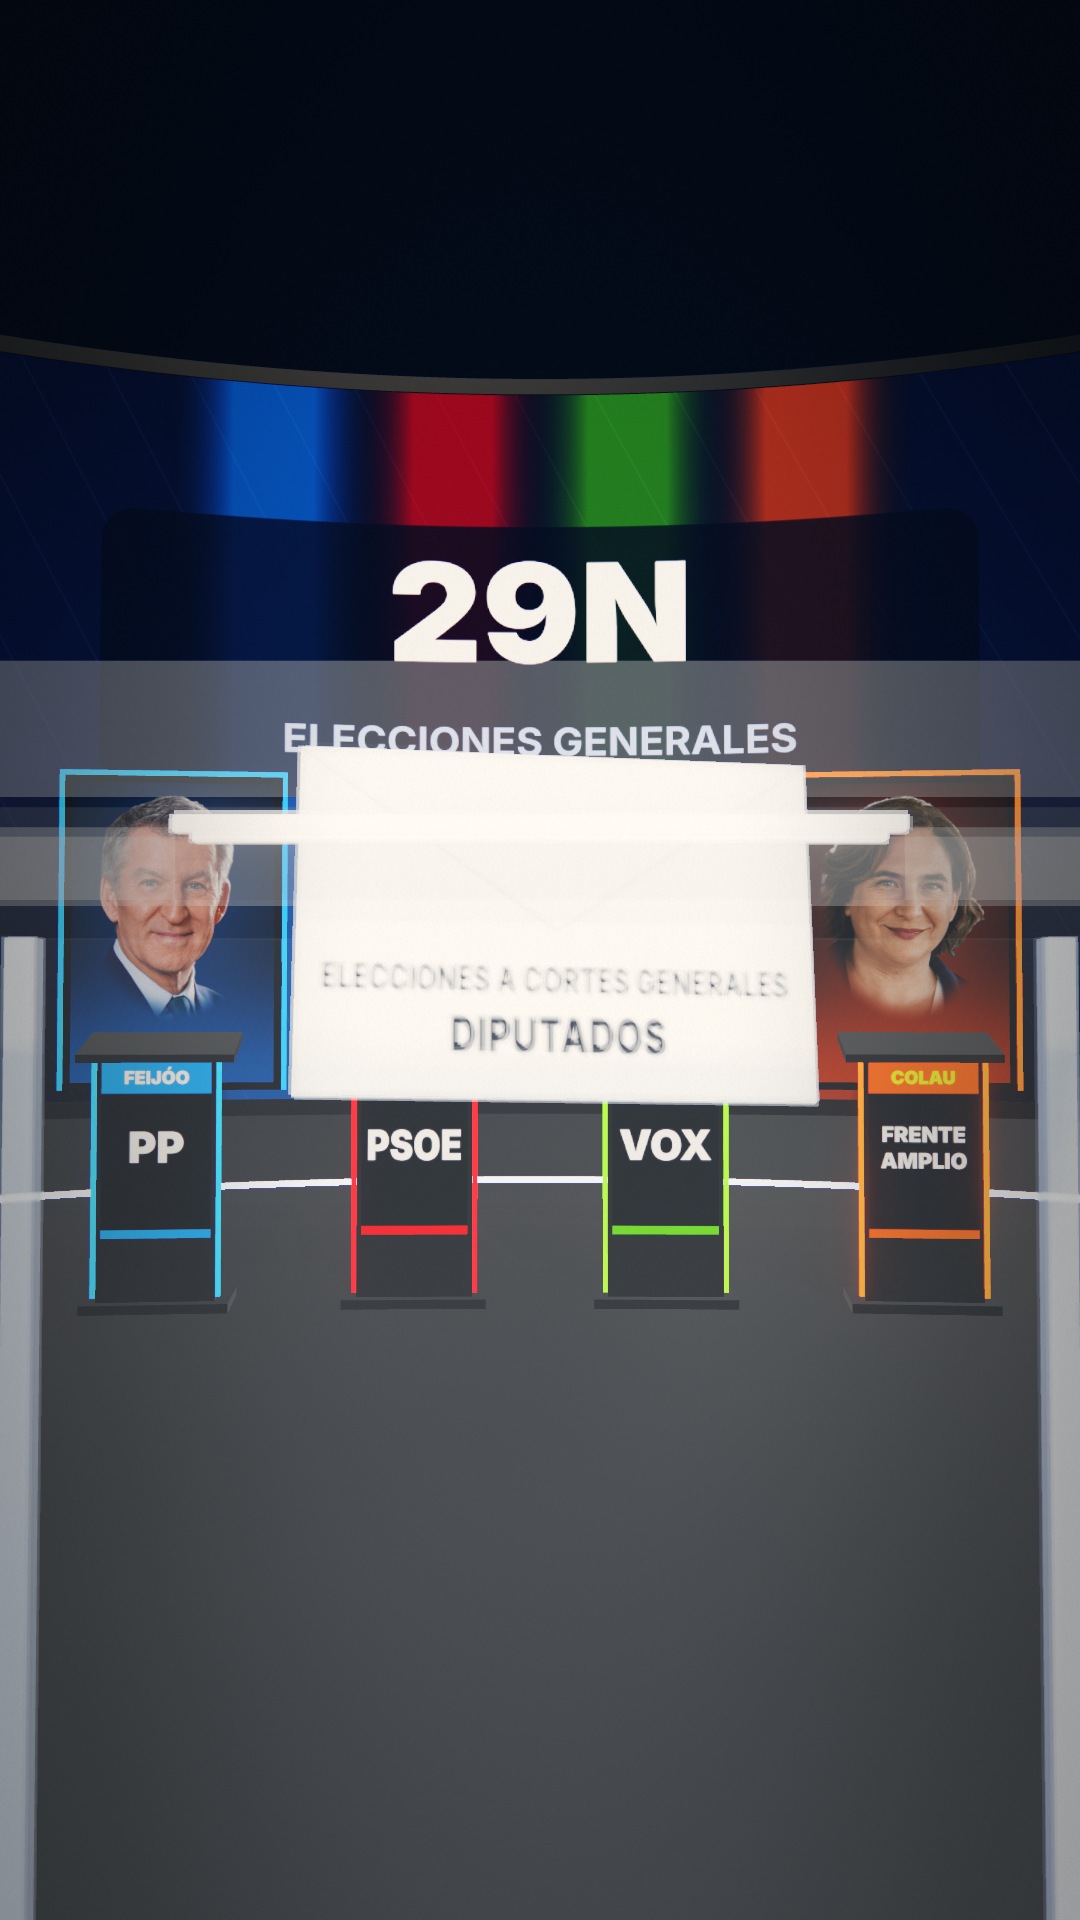 29N
ELECCIONES GENERALES
ELECCIONES A CORTES GENERALES
DIPUTADOS
FEIJÓO
PP
PSOE
VOX
COLAU
FRENTE
AMPLIO